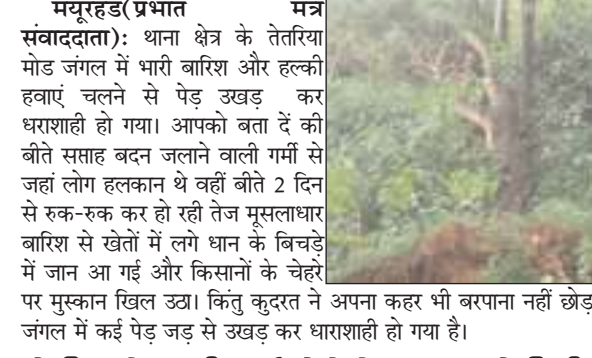 मयूरहंड(प्रभात मंत्र
संवाददाता): थाना क्षेत्र के तेतरिया
मोड जंगल में भारी बारिश और हल्की
हवाएं चलने से पेड़ उखड़ कर
धराशाही हो गया। आपको बता दें की
बीते सप्ताह बदन जलाने वाली गर्मी से
जहां लोग हलकान थे वहीं बीते 2 दिन
से रुक-रुक कर हो रही तेज मूसलाधार
बारिश से खेतों में लगे धान के बिचड़े
में जान आ गई और किसानों के चेहरे
पर मुस्कान खिल उठा। किंतु कुदरत ने अपना कहर भी बरपाना नहीं छोड़
जंगल में कई पेड़ जड़ से उखड़ कर धाराशाही हो गया है।